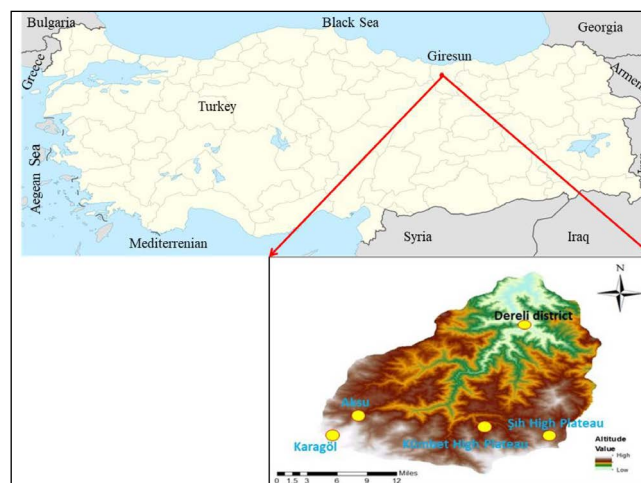 Bulgaria
Black Sea
Georgia
Giresun
Greece
Armen
Turkey
Aegean Sea
Mediterrenian
Syria
Iraq
N
Dereli district
Aksu
Şıh High Plateau
Karagöl
Kümbet High Plateau
Altitude
Value
High
Low
Miles
0 1.5 3 6 9 12